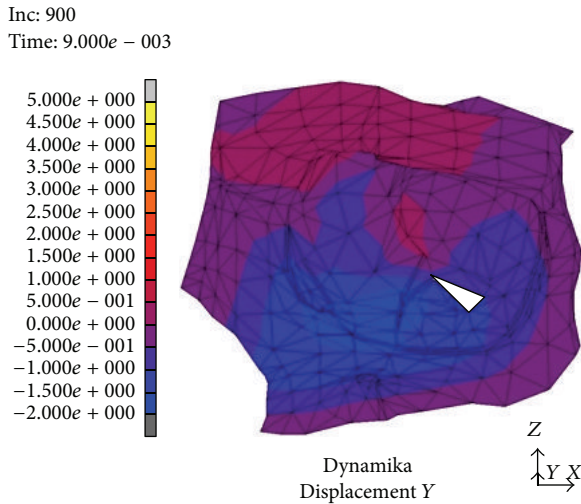 Inc: 900
Time: 9.000e − 003
5.000e + 000
4.500e + 000
4.000e + 000
3.500e + 000
3.000e + 000
2.500e + 000
2.000e + 000
1.500e + 000
1.000e + 000
5.000e − 001
0.000e + 000
−5.000e − 001
−1.000e + 000
−1.500e + 000
−2.000e + 000
Dynamika
Displacement Y
Z
Y X